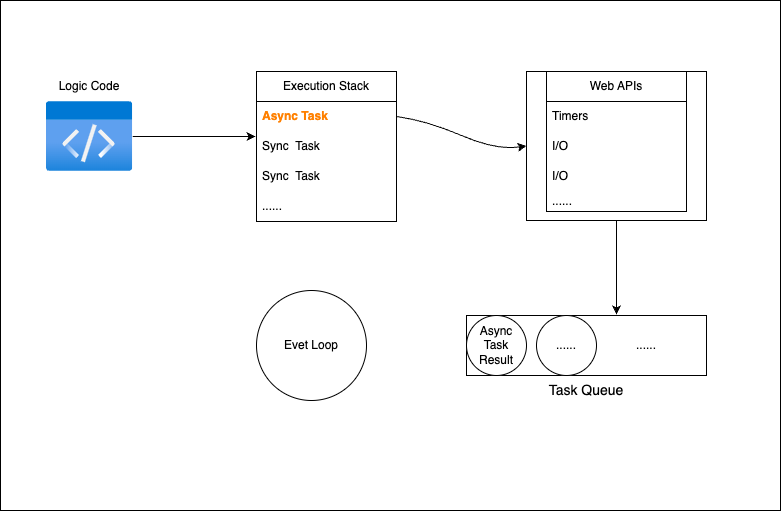 Logic Code
</>
Execution Stack
Async Task
Sync Task
Sync Task
......
Web APIs
Timers
I/O
I/O
......
Evet Loop
Async
Task
Result
......
......
Task Queue